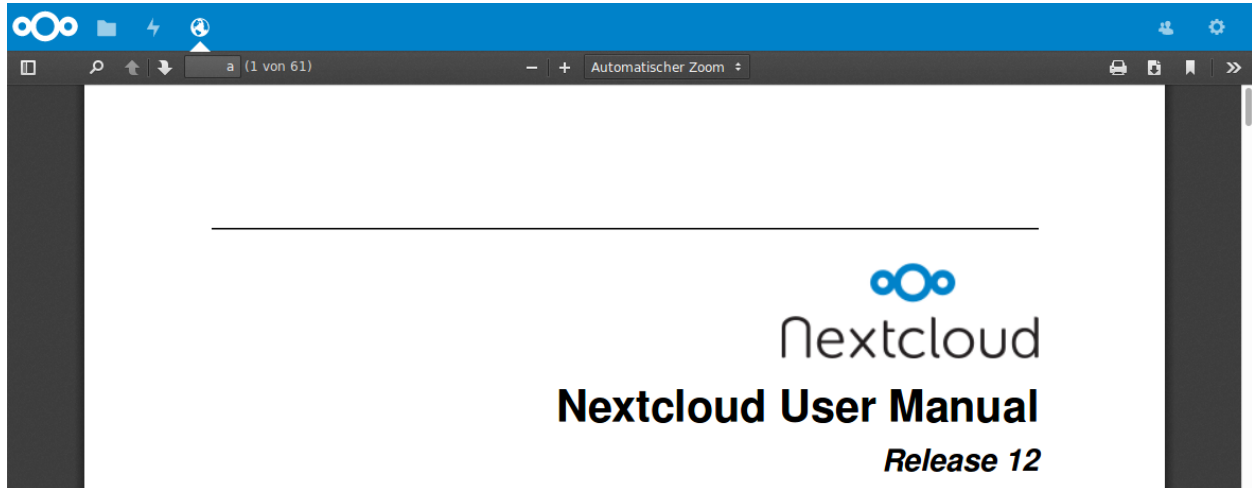 a (1 von 61) Automatischer Zoom
Nextcloud
Nextcloud User Manual
Release 12